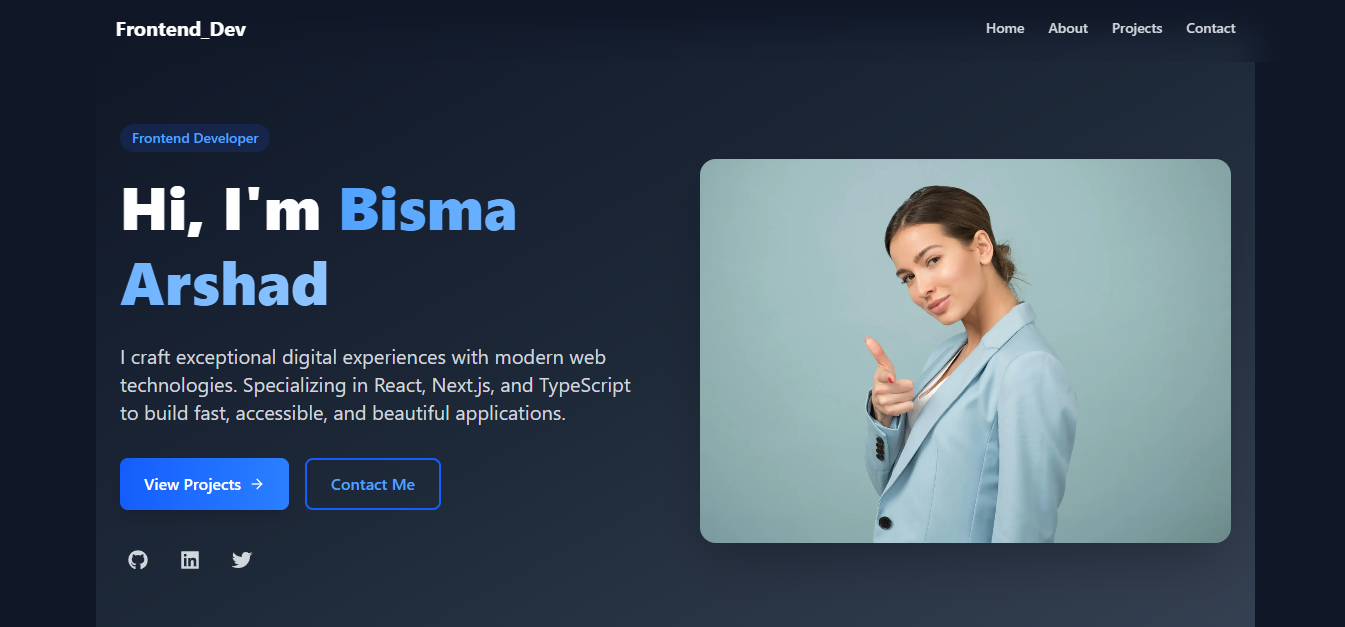 Frontend_Dev
Home About Projects Contact
Frontend Developer
Hi, I'm Bisma
Arshad
I craft exceptional digital experiences with modern web
technologies. Specializing in React, Next.js, and TypeScript
to build fast, accessible, and beautiful applications.
View Projects →
Contact Me